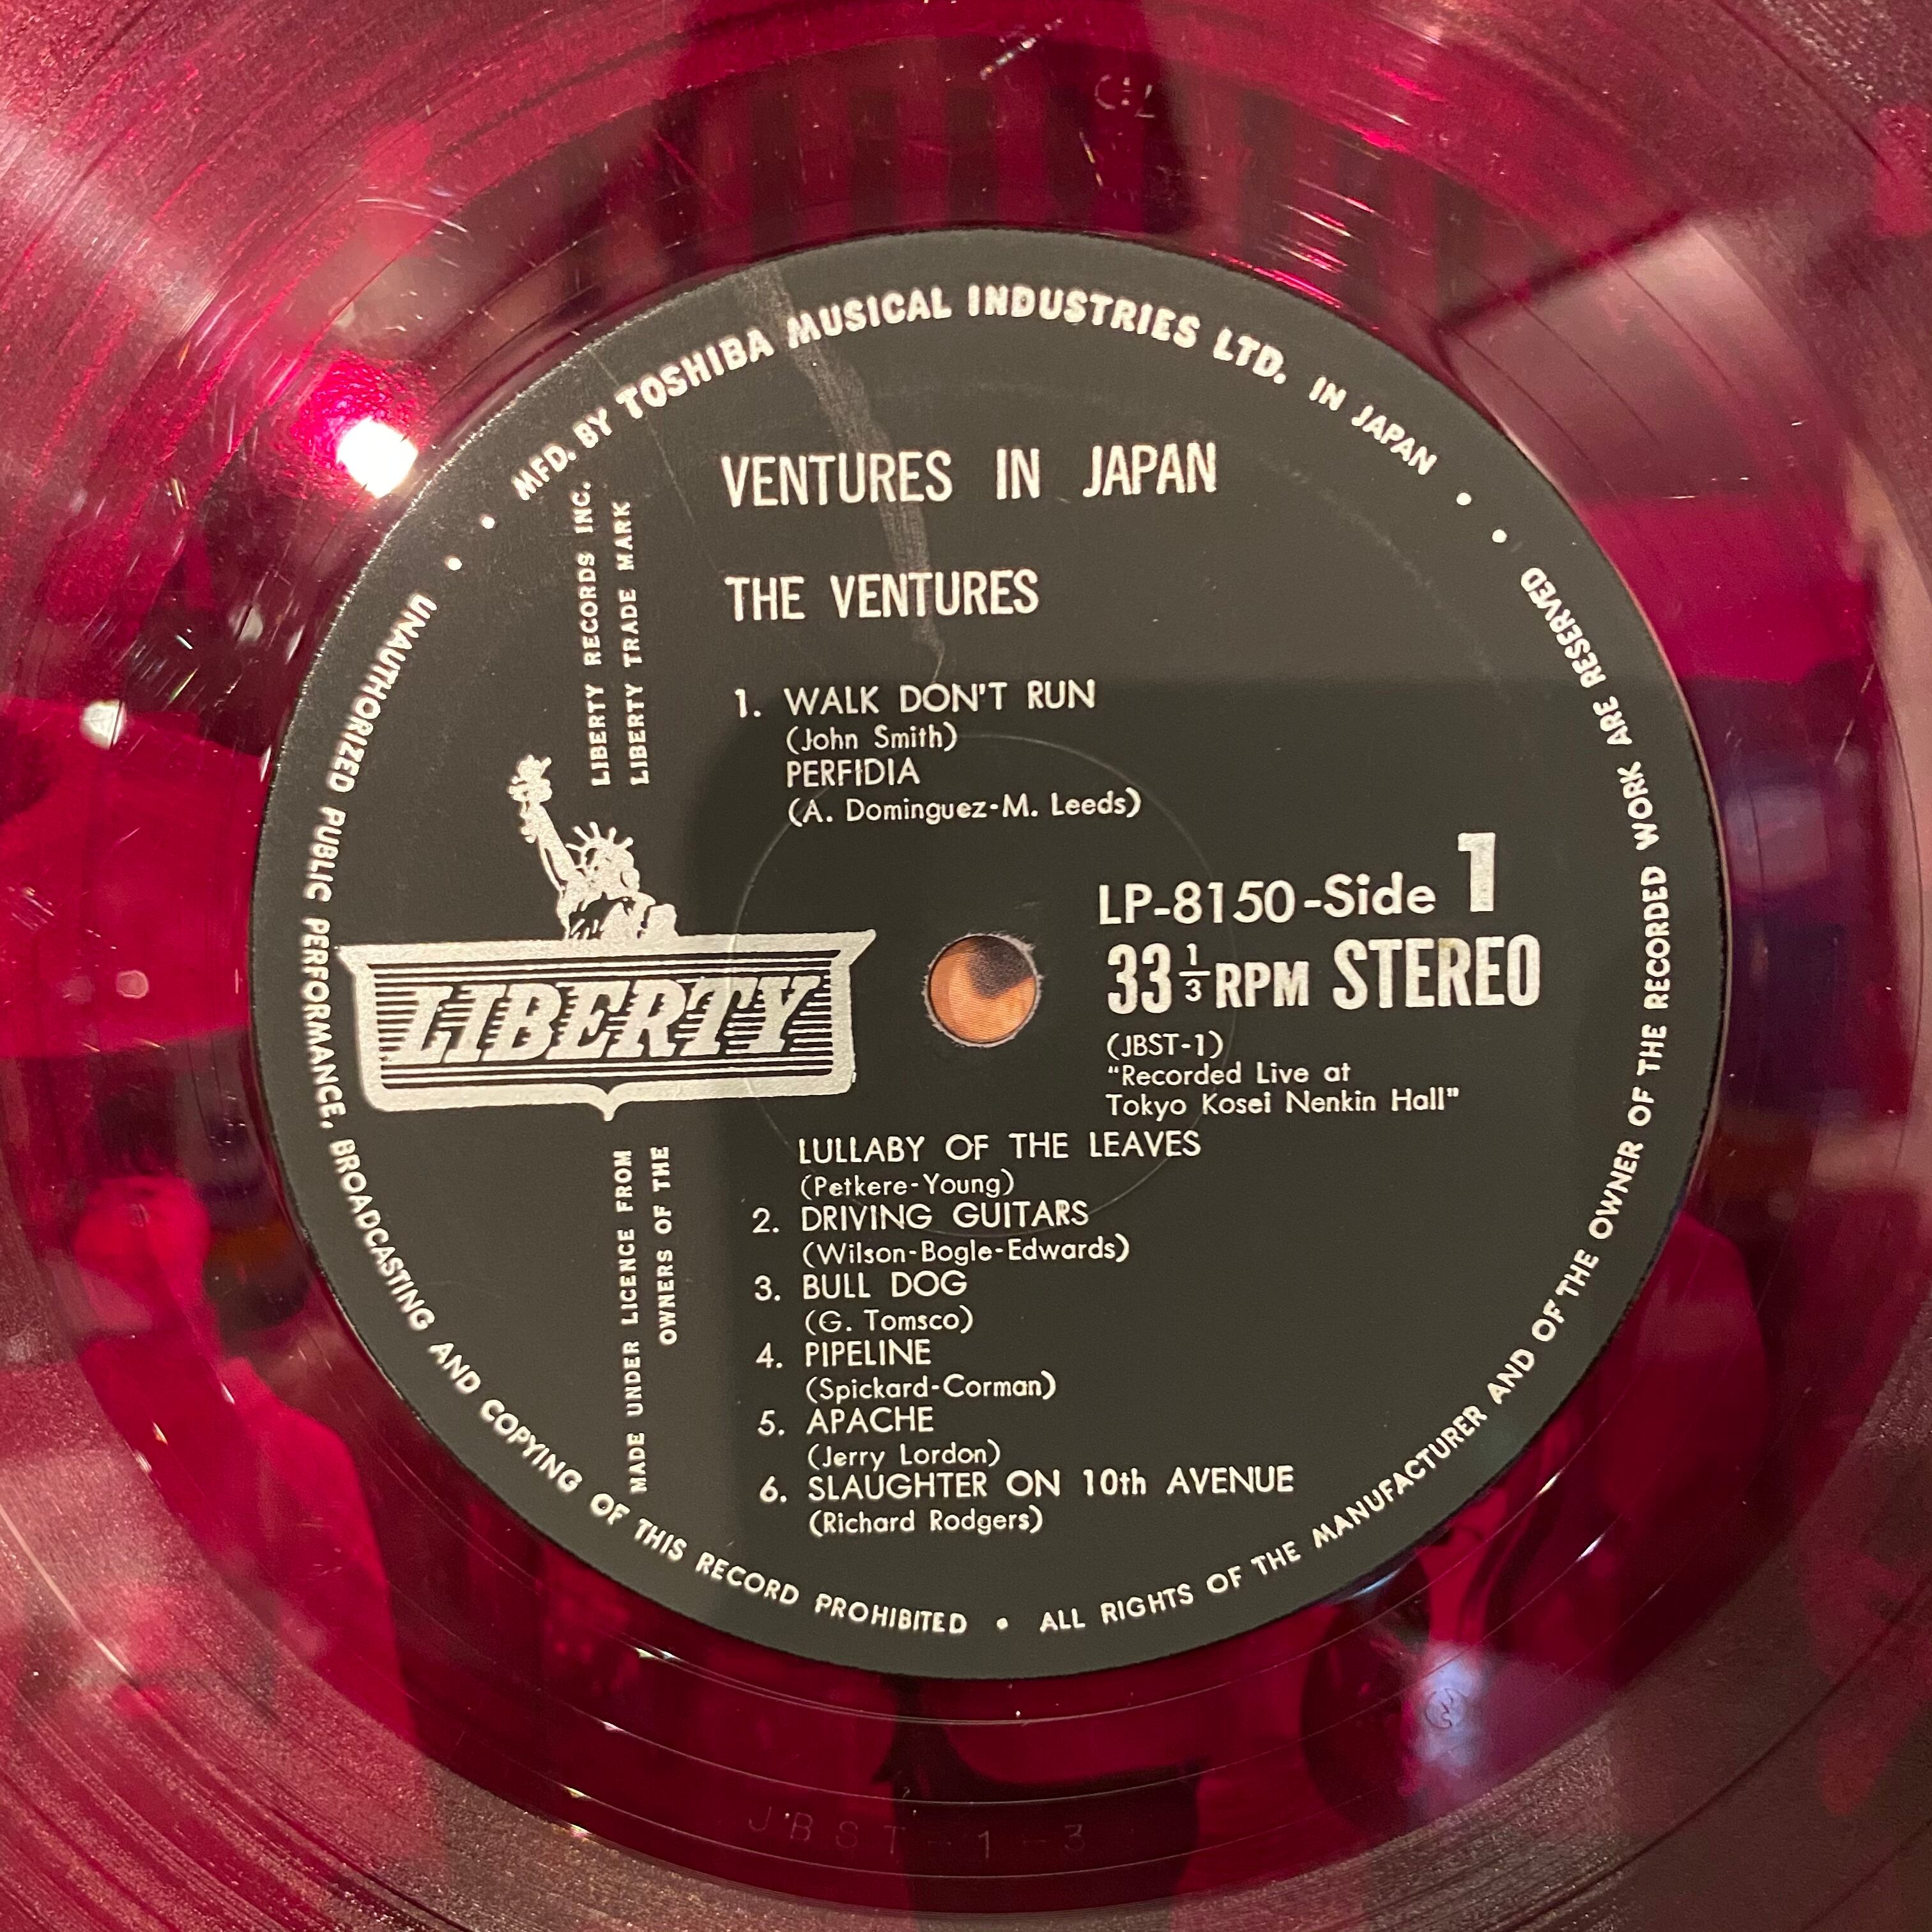 MFD. BY TOSHIBA MUSICAL INDUSTRIES LTD. IN JAPAN
VENTURES IN JAPAN
THE VENTURES
LIBERTY RECORDS INC.
LIBERTY TRADE MARK
1. WALK DON'T RUN
(John Smith)
PERFIDIA
(A. Dominguez-M. Leeds)
LP-8150-Side 1
33 1/3 RPM STEREO
(JBST-1)
"Recorded Live at
Tokyo Kosei Nenkin Hall"
LIBERTY
LULLABY OF THE LEAVES
(Petkere-Young)
2. DRIVING GUITARS
(Wilson-Bogle-Edwards)
3. BULL DOG
(G. Tomsco)
4. PIPELINE
(Spickard-Corman)
5. APACHE
(Jerry Lordon)
6. SLAUGHTER ON 10th AVENUE
(Richard Rodgers)
MADE UNDER LICENCE FROM
OWNERS OF THE
UNAUTHORIZED PUBLIC PERFORMANCE, BROADCASTING AND COPYING OF THIS RECORD PROHIBITED • ALL RIGHTS OF THE MANUFACTURER AND OF THE OWNER OF THE RECORDED WORK ARE RESERVED
JBST-1-3